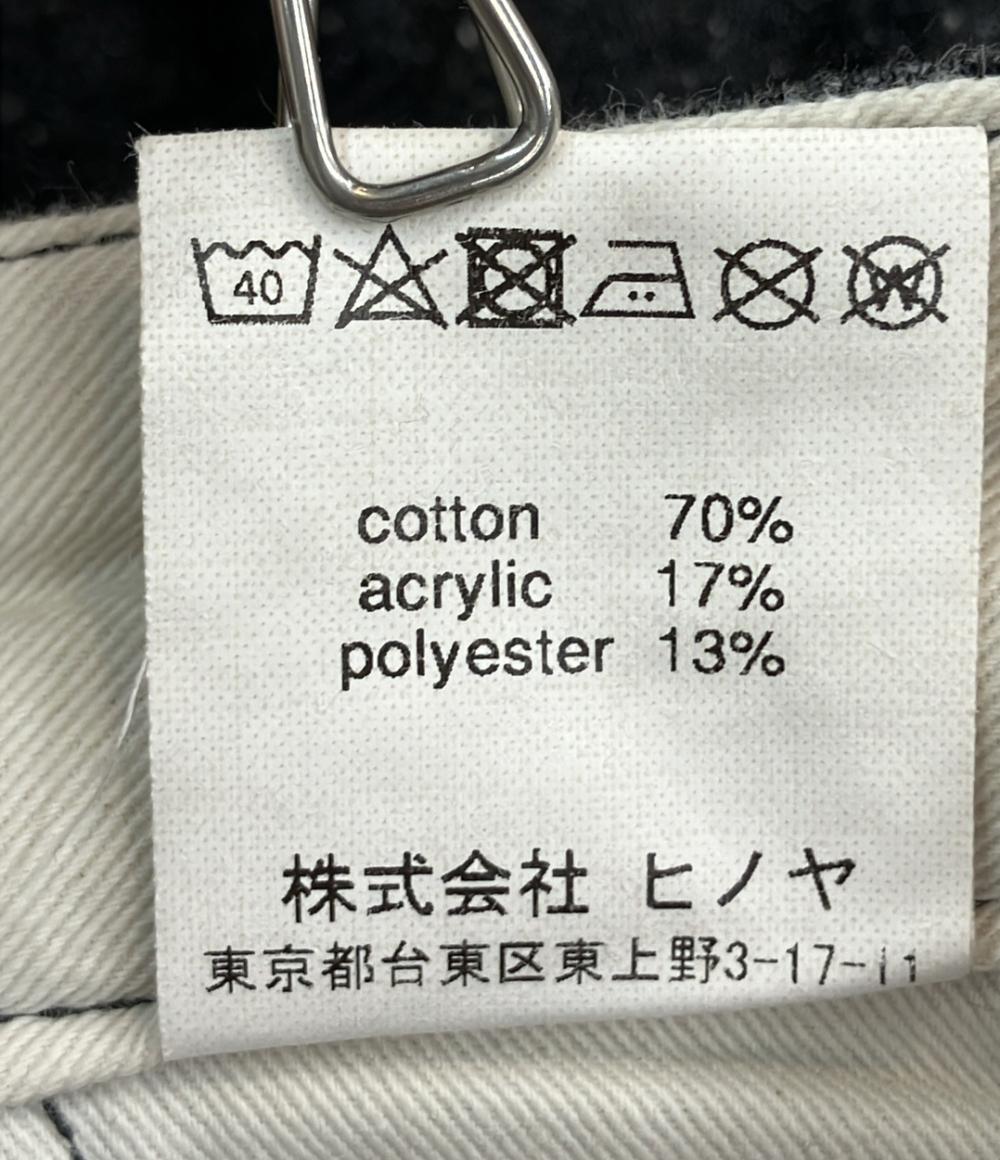 40
W
cotton 70%
acrylic 17%
polyester 13%
株式会社 ヒノヤ
東京都台東区東上野3-17-11